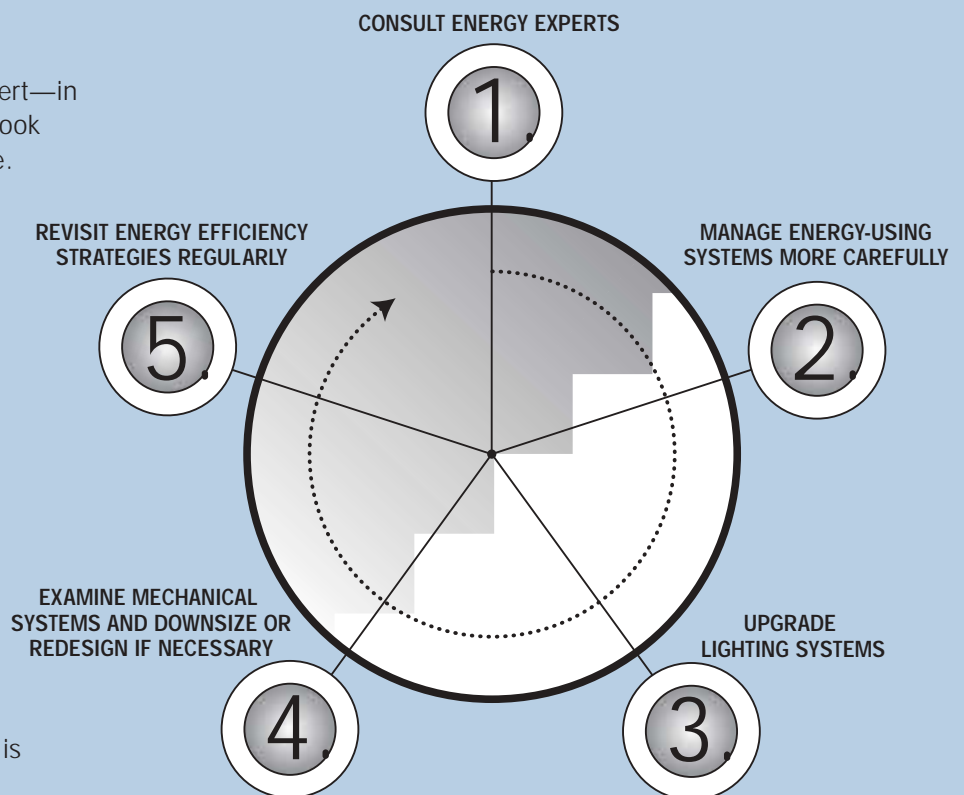 CONSULT ENERGY EXPERTS
1.
ert—in
ook
e.
MANAGE ENERGY-USING
SYSTEMS MORE CAREFULLY
2.
UPGRADE
LIGHTING SYSTEMS
3.
EXAMINE MECHANICAL
SYSTEMS AND DOWNSIZE OR
REDESIGN IF NECESSARY
4.
REVISIT ENERGY EFFICIENCY
STRATEGIES REGULARLY
5.
is